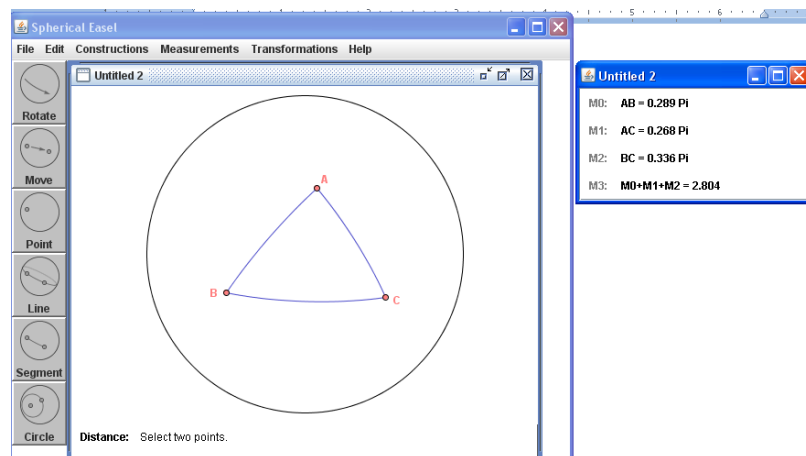 Spherical Easel
File Edit Constructions Measurements Transformations Help
Untitled 2
Rotate
Move
Point
Line
Segment
Circle
A
B
C
Distance: Select two points.
5
6
Untitled 2
M0: AB = 0.289 Pi
M1: AC = 0.268 Pi
M2: BC = 0.336 Pi
M3: M0+M1+M2 = 2.804